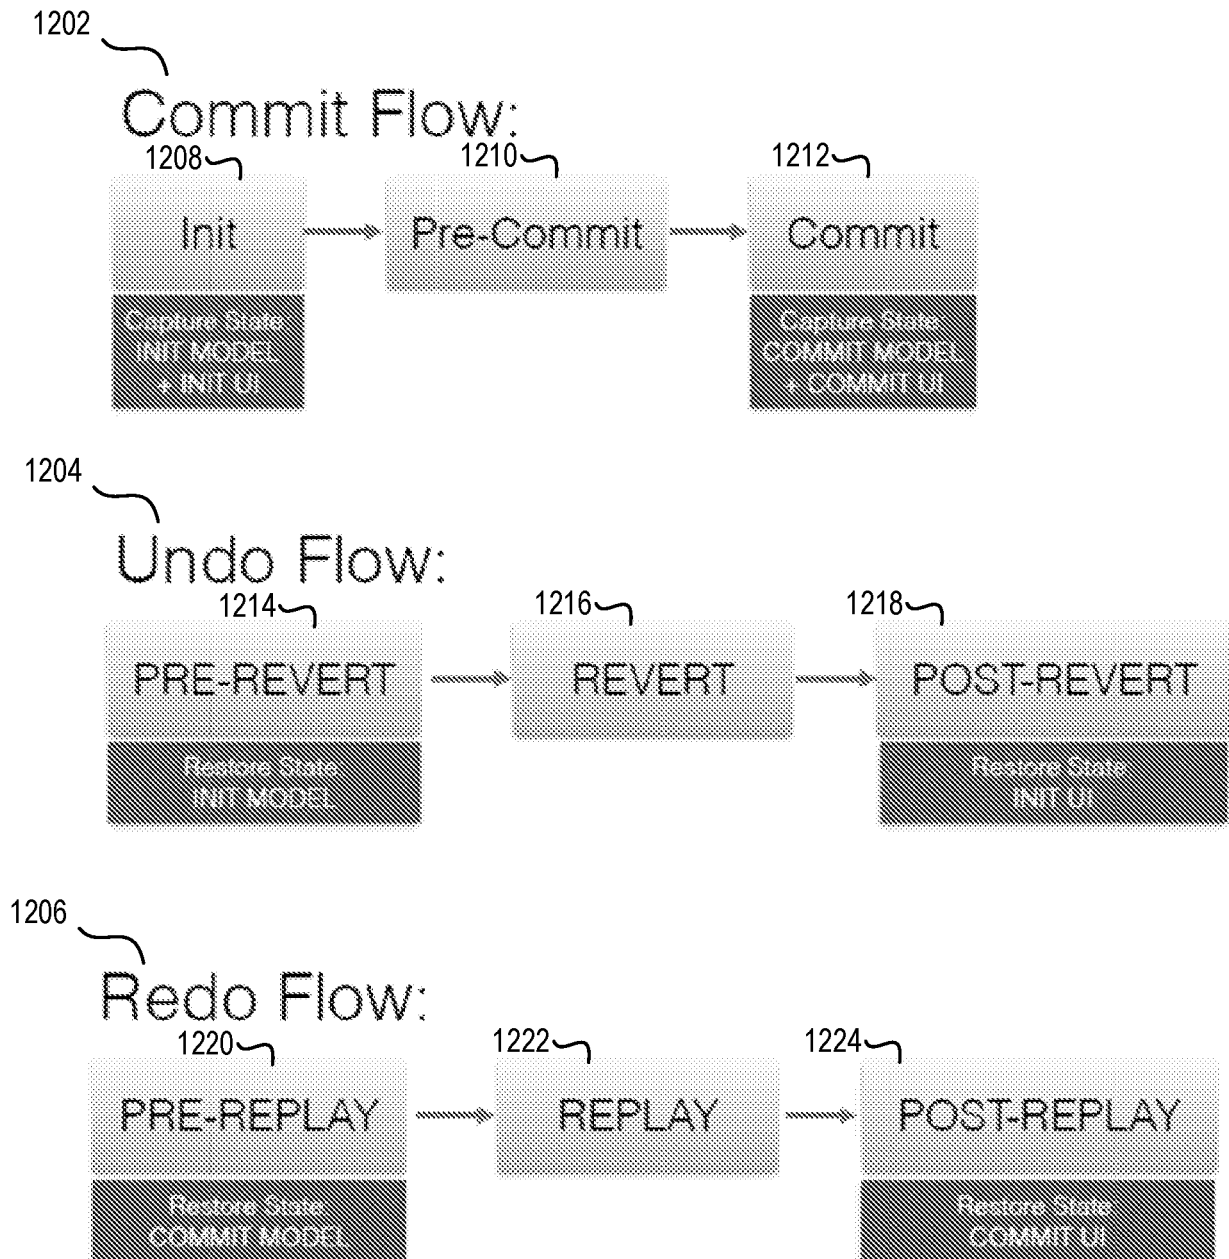 1202
Commit Flow:
1208
1210
1212
Init
Pre-Commit
Commit
Capture State
INIT MODEL
+ INIT UI
Capture State
COMMIT MODEL
+ COMMIT UI
1204
Undo Flow:
1214
1216
1218
PRE-REVERT
REVERT
POST-REVERT
Restore State
INIT MODEL
Restore State
INIT UI
1206
Redo Flow:
1220
1222
1224
PRE-REPLAY
REPLAY
POST-REPLAY
Restore State
COMMIT MODEL
Restore State
COMMIT UI